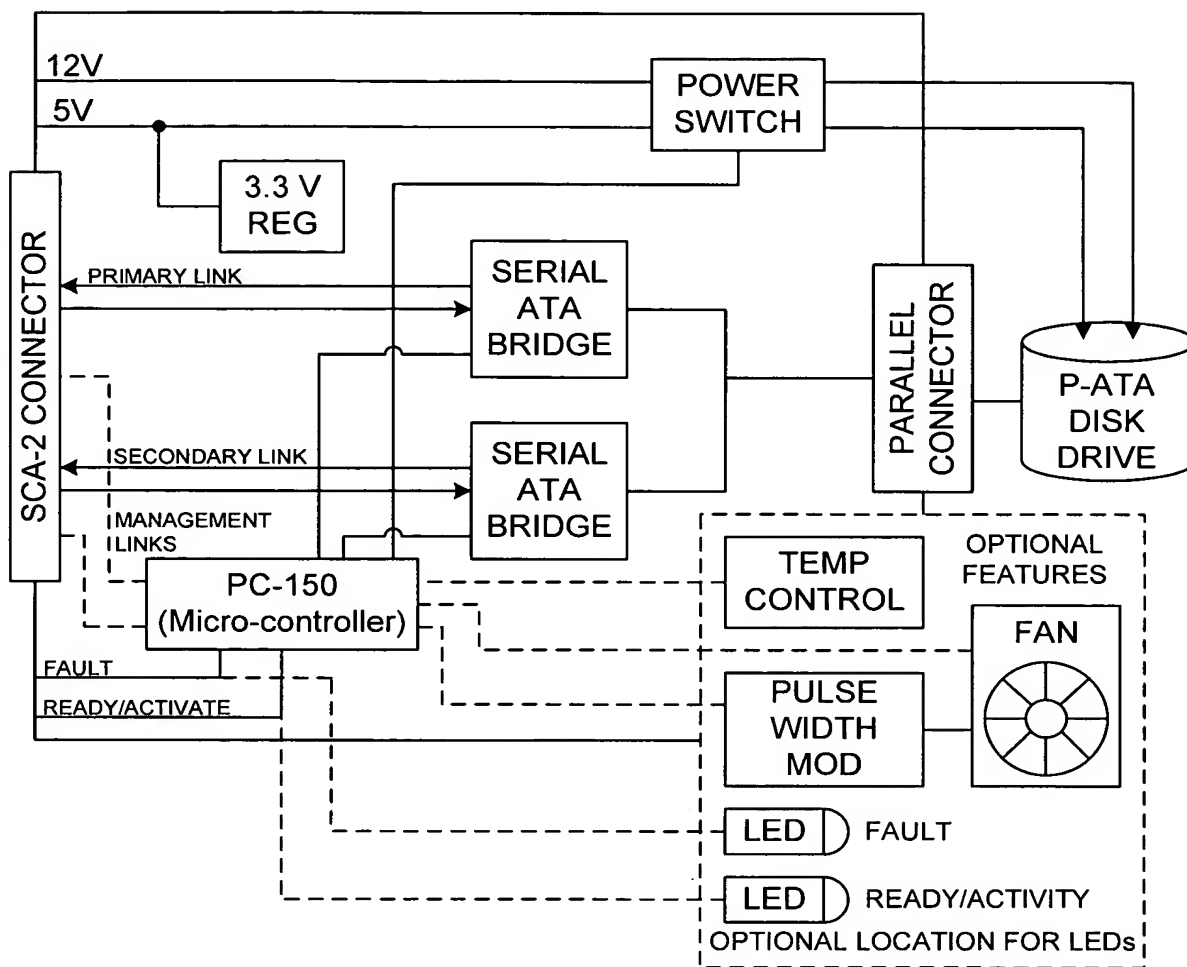 12V
5V
POWER
SWITCH
3.3 V
REG
SCA-2 CONNECTOR
PRIMARY LINK
SERIAL
ATA
BRIDGE
PARALLEL
CONNECTOR
P-ATA
DISK
DRIVE
SECONDARY LINK
SERIAL
ATA
BRIDGE
MANAGEMENT
LINKS
PC-150
(Micro-controller)
FAULT
READY/ACTIVATE
OPTIONAL
FEATURES
TEMP
CONTROL
FAN
PULSE
WIDTH
MOD
LED
FAULT
LED
READY/ACTIVITY
OPTIONAL LOCATION FOR LEDs